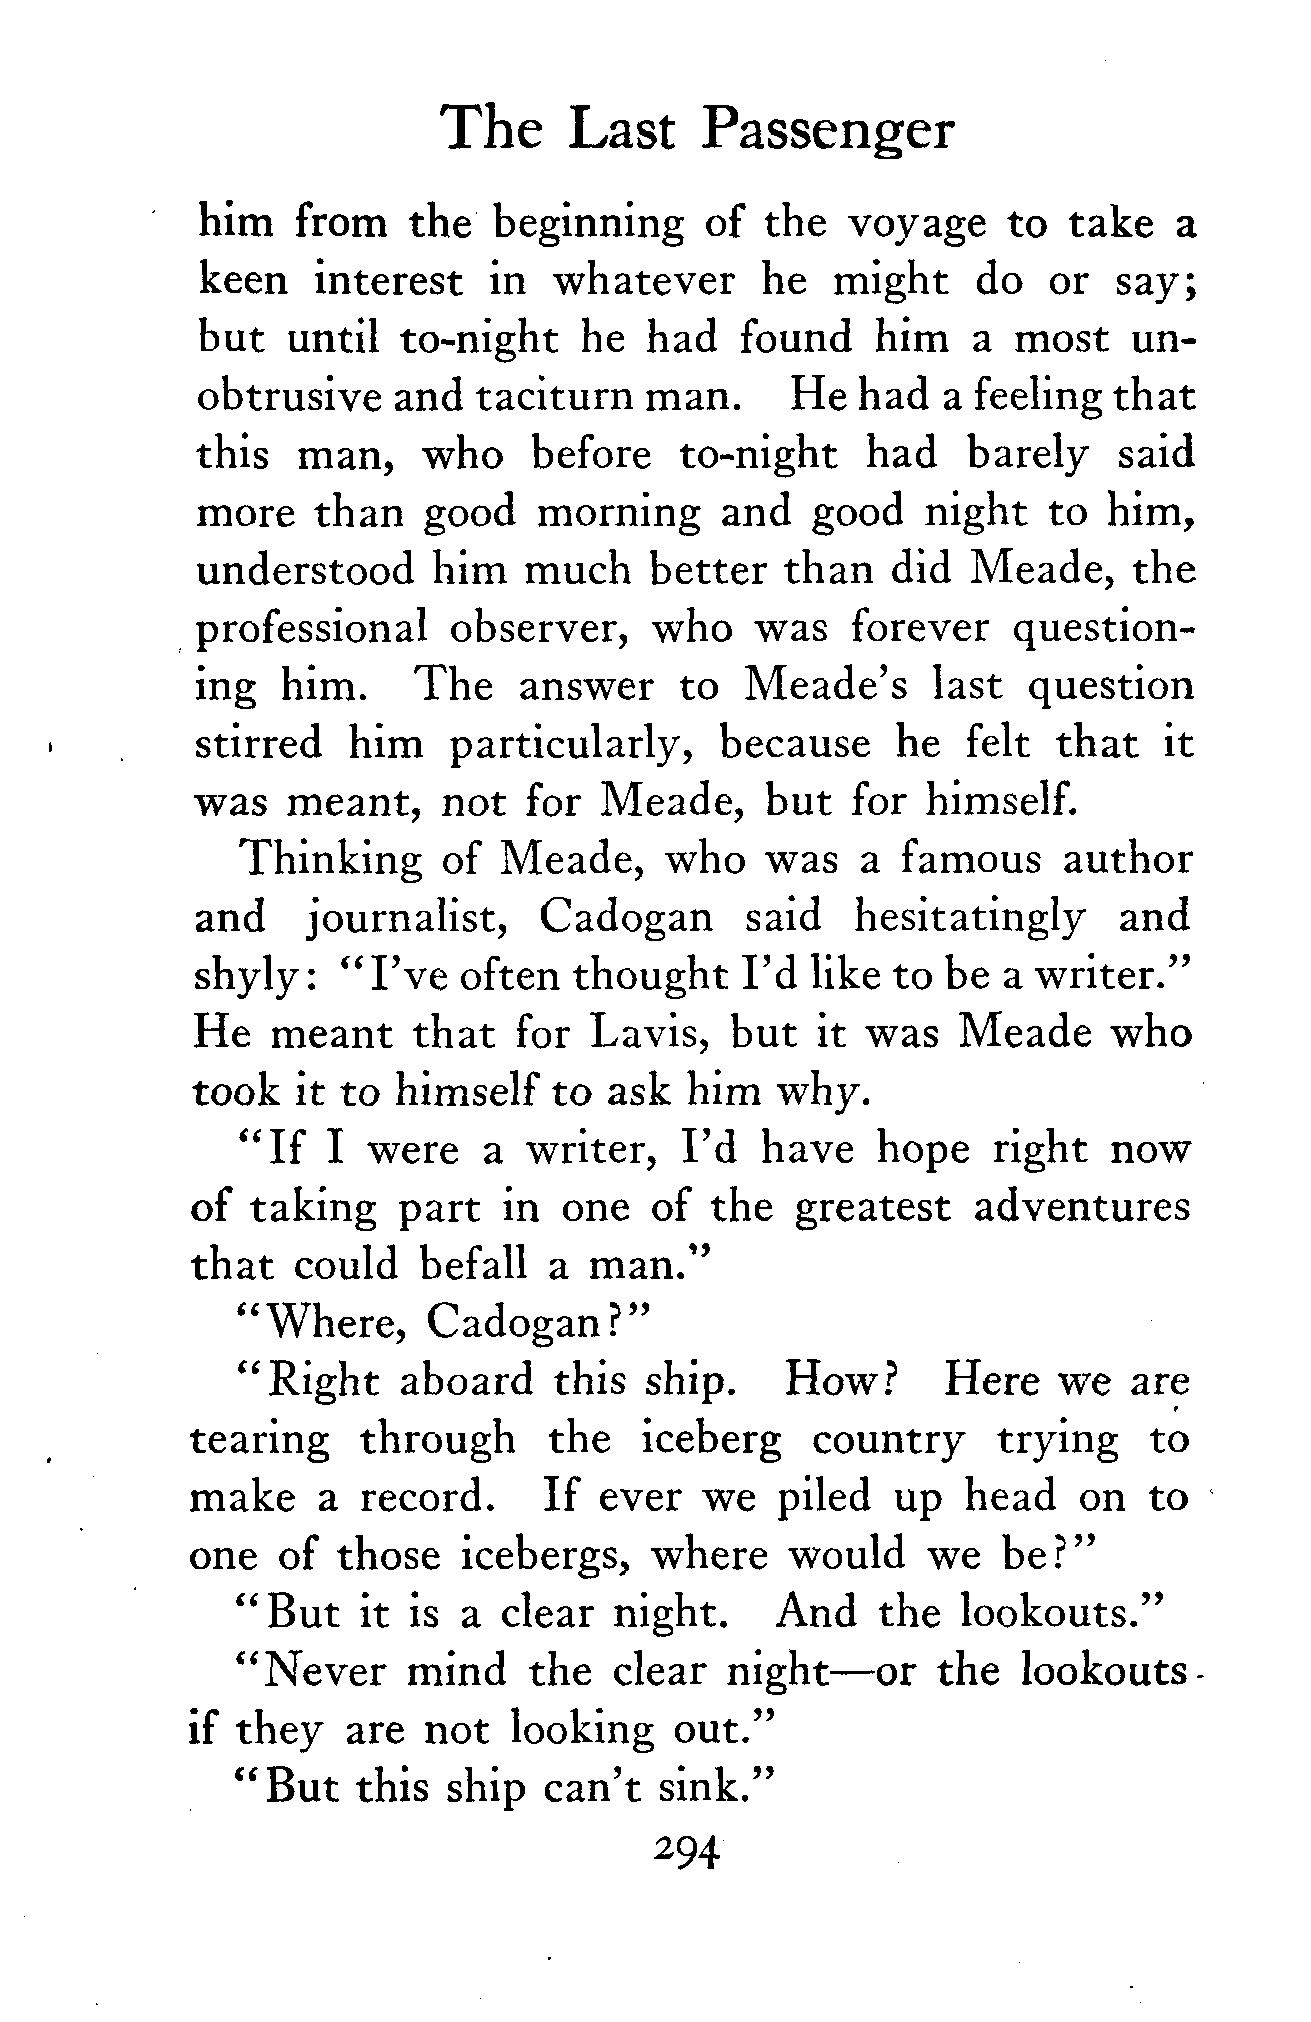 The Last Passenger
him from the beginning of the voyage to take a
keen interest in whatever he might do or say;
but until to-night he had found him a most un-
obtrusive and taciturn man. He had a feeling that
this man, who before to-night had barely said
more than good morning and good night to him,
understood him much better than did Meade, the
professional observer, who was forever question-
ing him. The answer to Meade's last question
stirred him particularly, because he felt that it
was meant, not for Meade, but for himself.
Thinking of Meade, who was a famous author
and journalist, Cadogan said hesitatingly and
shyly: "I've often thought I'd like to be a writer."
He meant that for Lavis, but it was Meade who
took it to himself to ask him why.
"If I were a writer, I'd have hope right now
of taking part in one of the greatest adventures
that could befall a man."
"Where, Cadogan?"
"Right aboard this ship. How? Here we are
tearing through the iceberg country trying to
make a record. If ever we piled up head on to
one of those icebergs, where would we be?"
"But it is a clear night. And the lookouts."
"Never mind the clear night—or the lookouts-
if they are not looking out."
"But this ship can't sink."
294